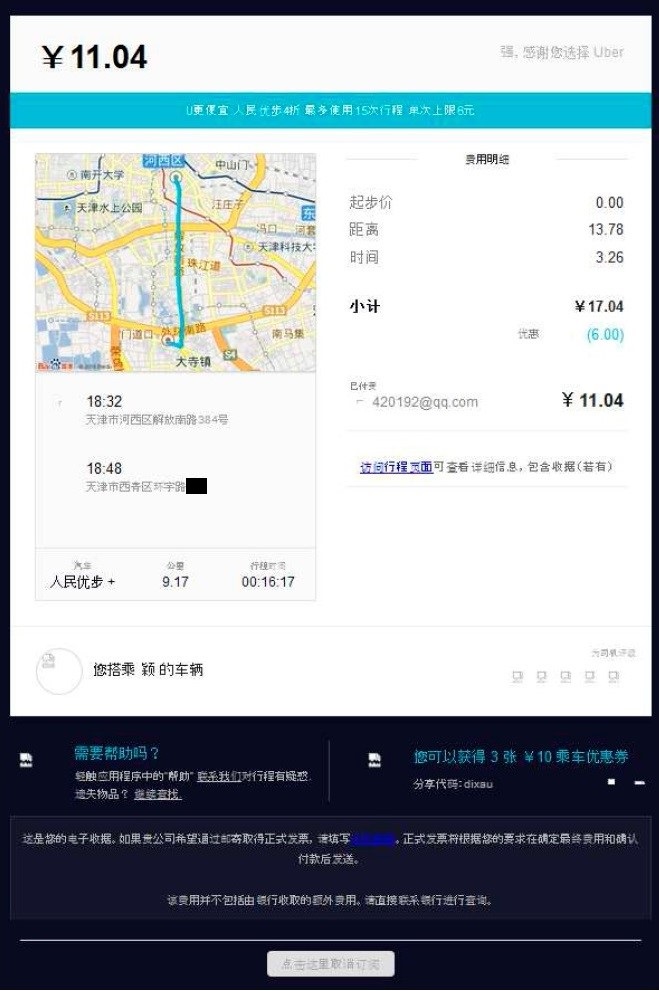 ￥11.04
强, 感谢您选择 Uber
U更便宜 人民优步4折 最多使用15次行程 单次上限6元
费用明细
起步价 0.00
距离 13.78
时间 3.26
小计 ￥17.04
优惠 (6.00)
已付费
420192@qq.com ￥11.04
访问行程页面可查看详细信息，包含收据(若有)
河西区
中山门
南开大学
天津水上公园
汪庄子
冯口
天津科技大
解放南路
珠江道
S113
S113
门道口
外环南路
南马集
大寺镇
S4
18:32
天津市河西区解放南路384号
18:48
天津市西青区环宇路
汽车 公里 行程时间
人民优步 + 9.17 00:16:17
您搭乘 颖 的车辆
为司机评级
需要帮助吗？
轻触应用程序中的“帮助” 联系我们对行程有疑惑.
遗失物品？ 继续查找.
您可以获得 3 张 ￥10 乘车优惠券
分享代码: dixau
这是您的电子收据。如果贵公司希望通过邮寄取得正式发票，请填写。正式发票将根据您的要求在确定最终费用和确认
付款后发送。
该费用并不包括由银行收取的额外费用。请直接联系银行进行查询。
点击这里取消订阅